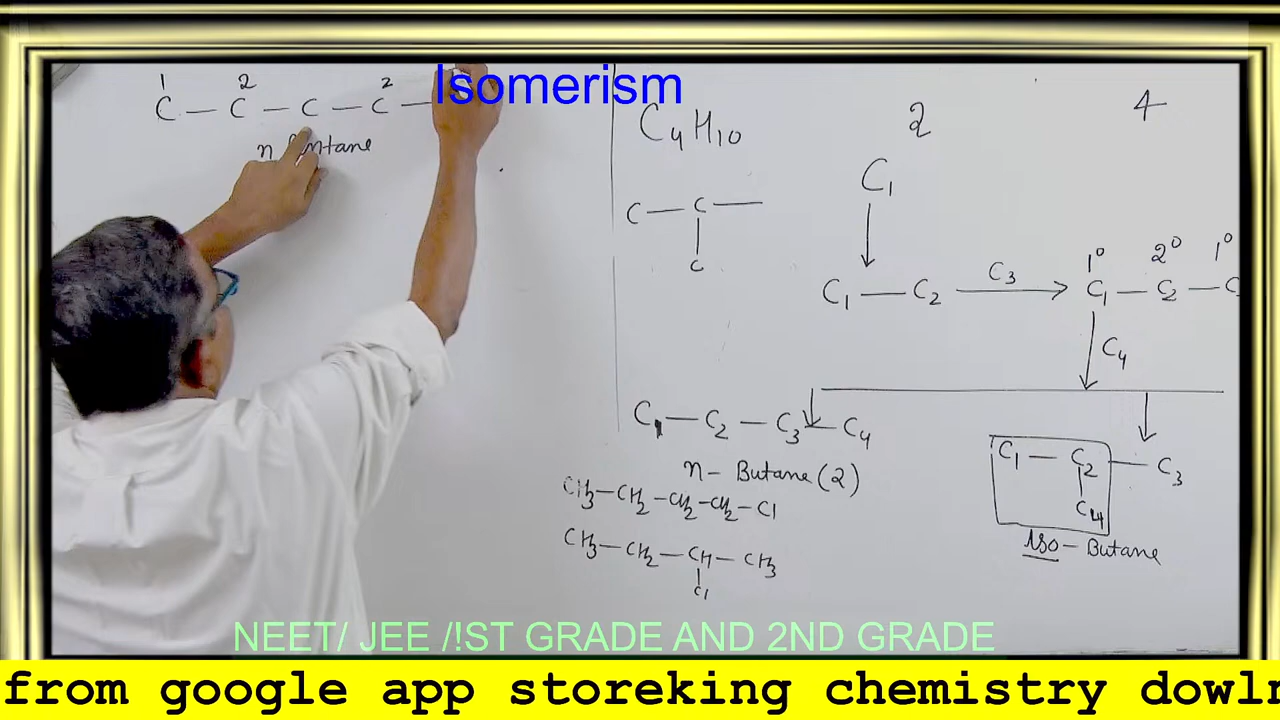 Isomerism
1 2 2
C — C — C — C —
n
C4H10 2 4
C — C —
C
C1
C1 — C2 C3
1° 2° 1°
C1 — C2 — C
C4
C1 — C2 — C3 — C4
n- Butane (2)
CH3 — CH2 - CH2 - CH2 - Cl
CH3 — CH2 — CH — CH3
Cl
C1 — C2 — C3
C4
Iso - Butane
NEET/ JEE /!ST GRADE AND 2ND GRADE
from google app storeking chemistry dowl